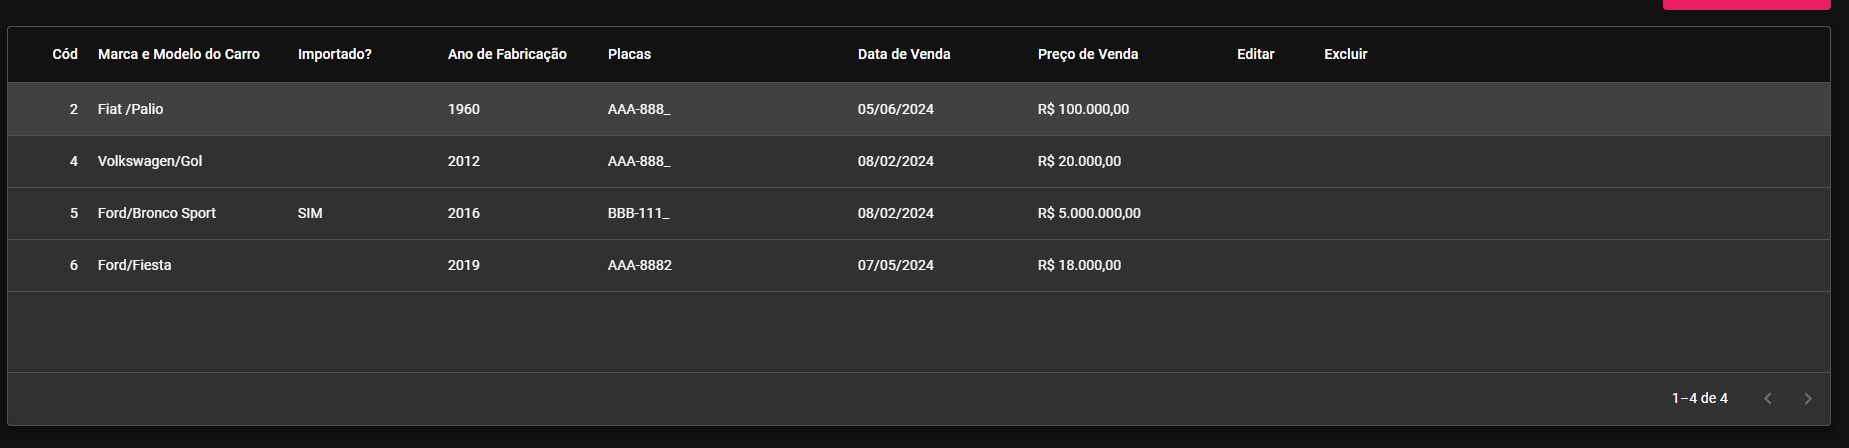 Cód Marca e Modelo do Carro Importado? Ano de Fabricação Placas Data de Venda Preço de Venda Editar Excluir
2 Fiat /Palio 1960 AAA-888_ 05/06/2024 R$ 100.000,00
4 Volkswagen/Gol 2012 AAA-888_ 08/02/2024 R$ 20.000,00
5 Ford/Bronco Sport SIM 2016 BBB-111_ 08/02/2024 R$ 5.000.000,00
6 Ford/Fiesta 2019 AAA-8882 07/05/2024 R$ 18.000,00
1–4 de 4